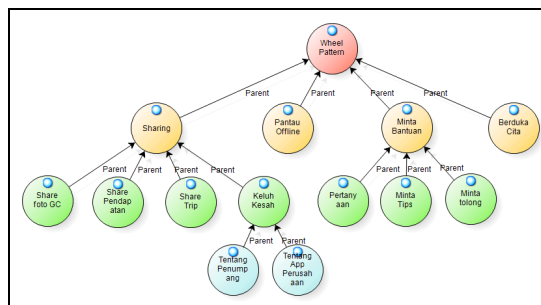 Wheel
Pattern
Parent
Parent
Parent
Parent
Sharing
Pantau
Offline
Minta
Bantuan
Berduka
Cita
Parent
Parent
Parent
Parent
Parent
Parent
Parent
Share
foto GC
Share
Pendap
atan
Share
Trip
Keluh
Kesah
Pertany
aan
Minta
Tips
Minta
tolong
Parent
Parent
Tentang
Penump
ang
Tentang
App
Perusah
aan